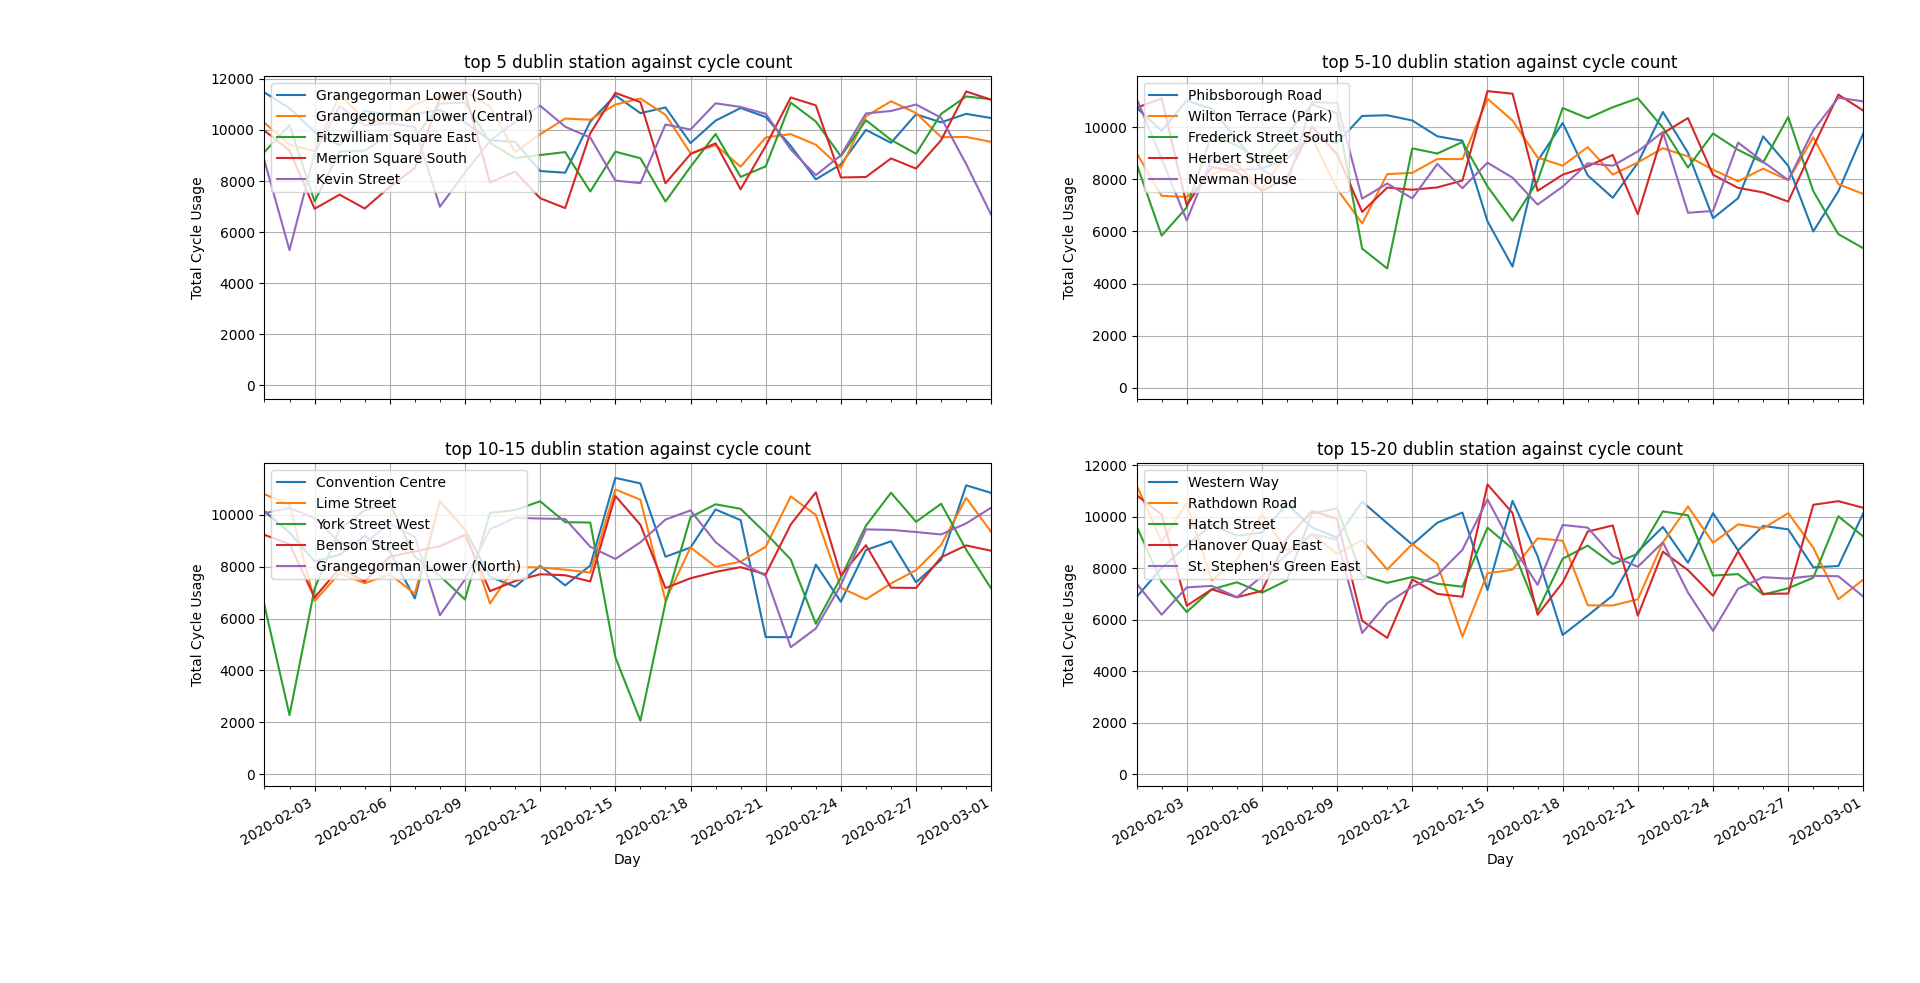 top 5 dublin station against cycle count
12000
10000
8000
6000
4000
2000
0
Total Cycle Usage
Grangegorman Lower (South)
Grangegorman Lower (Central)
Fitzwilliam Square East
Merrion Square South
Kevin Street
top 5-10 dublin station against cycle count
10000
8000
6000
4000
2000
0
Total Cycle Usage
Phibsborough Road
Wilton Terrace (Park)
Frederick Street South
Herbert Street
Newman House
top 10-15 dublin station against cycle count
10000
8000
6000
4000
2000
0
Total Cycle Usage
Convention Centre
Lime Street
York Street West
Benson Street
Grangegorman Lower (North)
2020-02-03
2020-02-06
2020-02-09
2020-02-12
2020-02-15
2020-02-18
2020-02-21
2020-02-24
2020-02-27
2020-03-01
Day
top 15-20 dublin station against cycle count
12000
10000
8000
6000
4000
2000
0
Total Cycle Usage
Western Way
Rathdown Road
Hatch Street
Hanover Quay East
St. Stephen's Green East
2020-02-03
2020-02-06
2020-02-09
2020-02-12
2020-02-15
2020-02-18
2020-02-21
2020-02-24
2020-02-27
2020-03-01
Day